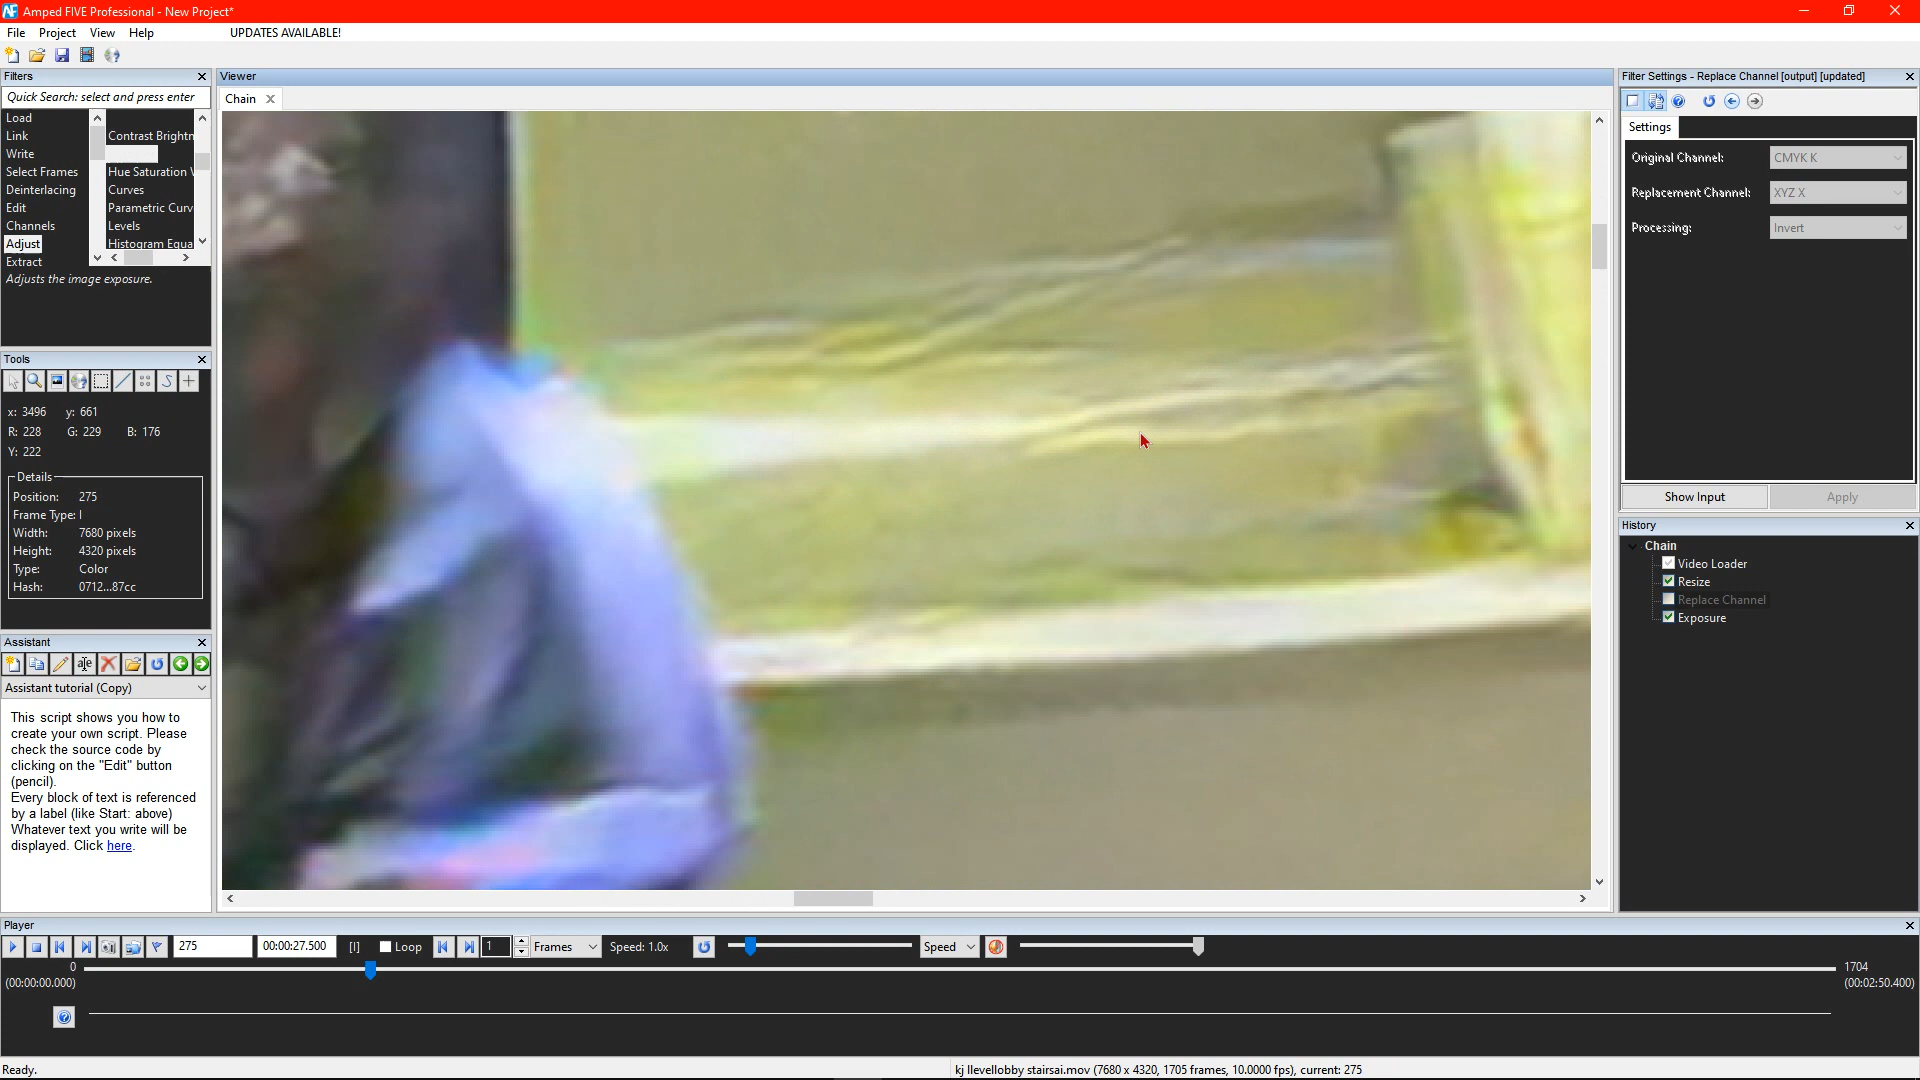 Amped FIVE Professional - New Project*
File Project View Help UPDATES AVAILABLE!
Filters
Quick Search: select and press enter
Load
Link
Write
Select Frames
Deinterlacing
Edit
Channels
Adjust
Extract
Contrast Brightn
Hue Saturation V
Curves
Parametric Curv
Levels
Histogram Equa
Adjusts the image exposure.
Tools
x: 3496 y: 661
R: 228 G: 229 B: 176
Y: 222
Details
Position: 275
Frame Type: I
Width: 7680 pixels
Height: 4320 pixels
Type: Color
Hash: 0712...87cc
Assistant
Assistant tutorial (Copy)
This script shows you how to
create your own script. Please
check the source code by
clicking on the "Edit" button
(pencil).
Every block of text is referenced
by a label (like Start: above)
Whatever text you write will be
displayed. Click here.
Viewer
Chain
Filter Settings - Replace Channel [output] [updated]
Settings
Original Channel: CMYK K
Replacement Channel: XYZ X
Processing: Invert
Show Input Apply
History
Chain
Video Loader
Resize
Replace Channel
Exposure
Player
275 00:00:27.500 [I] Loop 1 Frames Speed: 1.0x Speed
0 1704
(00:00:00.000) (00:02:50.400)
Ready. kj llevellobby stairsai.mov (7680 x 4320, 1705 frames, 10.0000 fps), current: 275